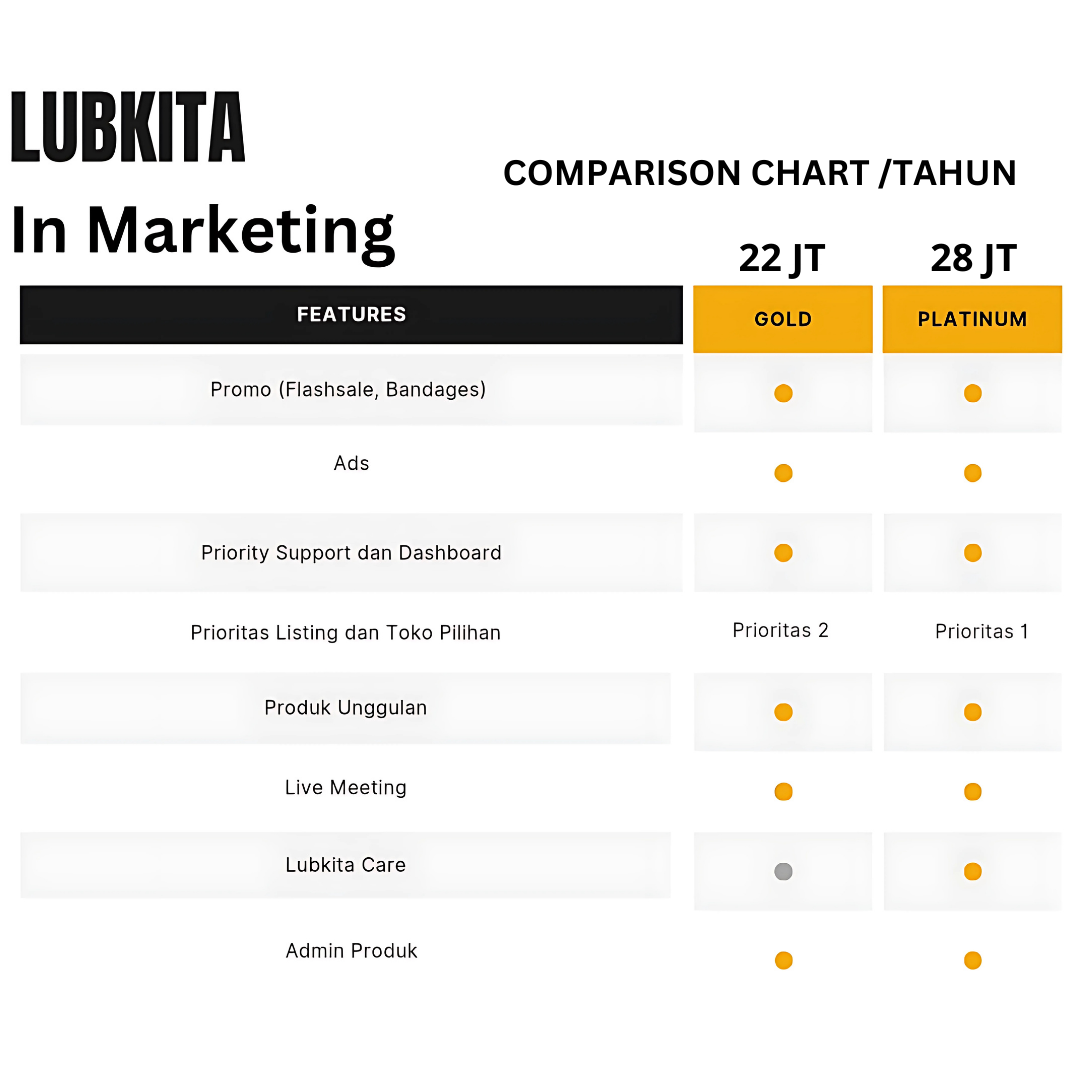 LUBKITA
In Marketing
COMPARISON CHART /TAHUN
22 JT 28 JT
FEATURES GOLD PLATINUM
Promo (Flashsale, Bandages)
Ads
Priority Support dan Dashboard
Prioritas Listing dan Toko Pilihan Prioritas 2 Prioritas 1
Produk Unggulan
Live Meeting
Lubkita Care
Admin Produk